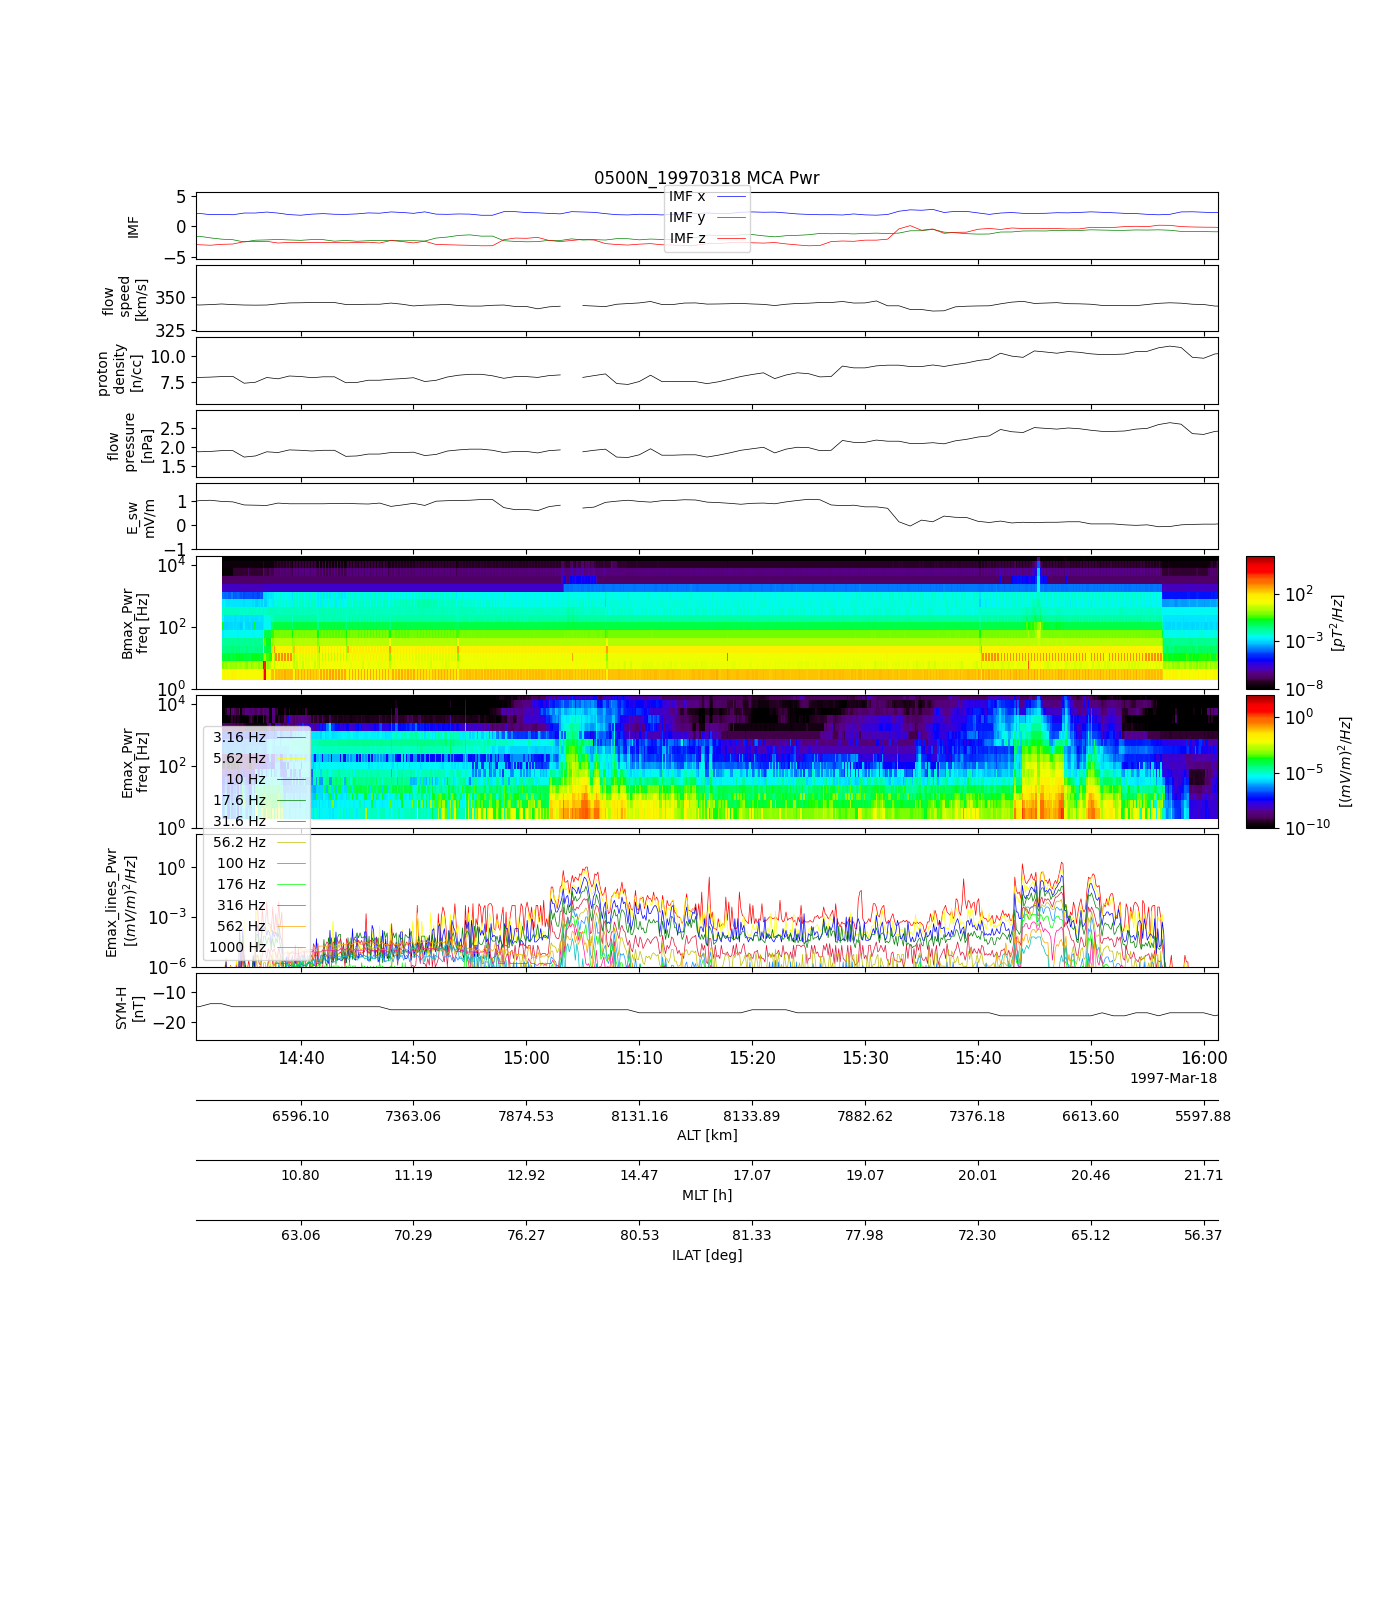 0500N_19970318 MCA Pwr
IMF
5
0
−5
IMF x
IMF y
IMF z
flow
speed
[km/s]
350
325
proton
density
[n/cc]
10.0
7.5
flow
pressure
[nPa]
2.5
2.0
1.5
E_sw
mV/m
1
0
−1
Bmax_Pwr
freq [Hz]
10^4
10^2
10^0
10^2
10^−3
10^−8
[pT^2/Hz]
Emax_Pwr
freq [Hz]
10^4
10^2
10^0
10^0
10^−5
10^−10
[(mV/m)^2/Hz]
3.16 Hz
5.62 Hz
10 Hz
17.6 Hz
31.6 Hz
56.2 Hz
100 Hz
176 Hz
316 Hz
562 Hz
1000 Hz
Emax_lines_Pwr
[(mV/m)^2/Hz]
10^0
10^−3
10^−6
SYM-H
[nT]
−10
−20
14:40 14:50 15:00 15:10 15:20 15:30 15:40 15:50 16:00
1997-Mar-18
6596.10 7363.06 7874.53 8131.16 8133.89 7882.62 7376.18 6613.60 5597.88
ALT [km]
10.80 11.19 12.92 14.47 17.07 19.07 20.01 20.46 21.71
MLT [h]
63.06 70.29 76.27 80.53 81.33 77.98 72.30 65.12 56.37
ILAT [deg]